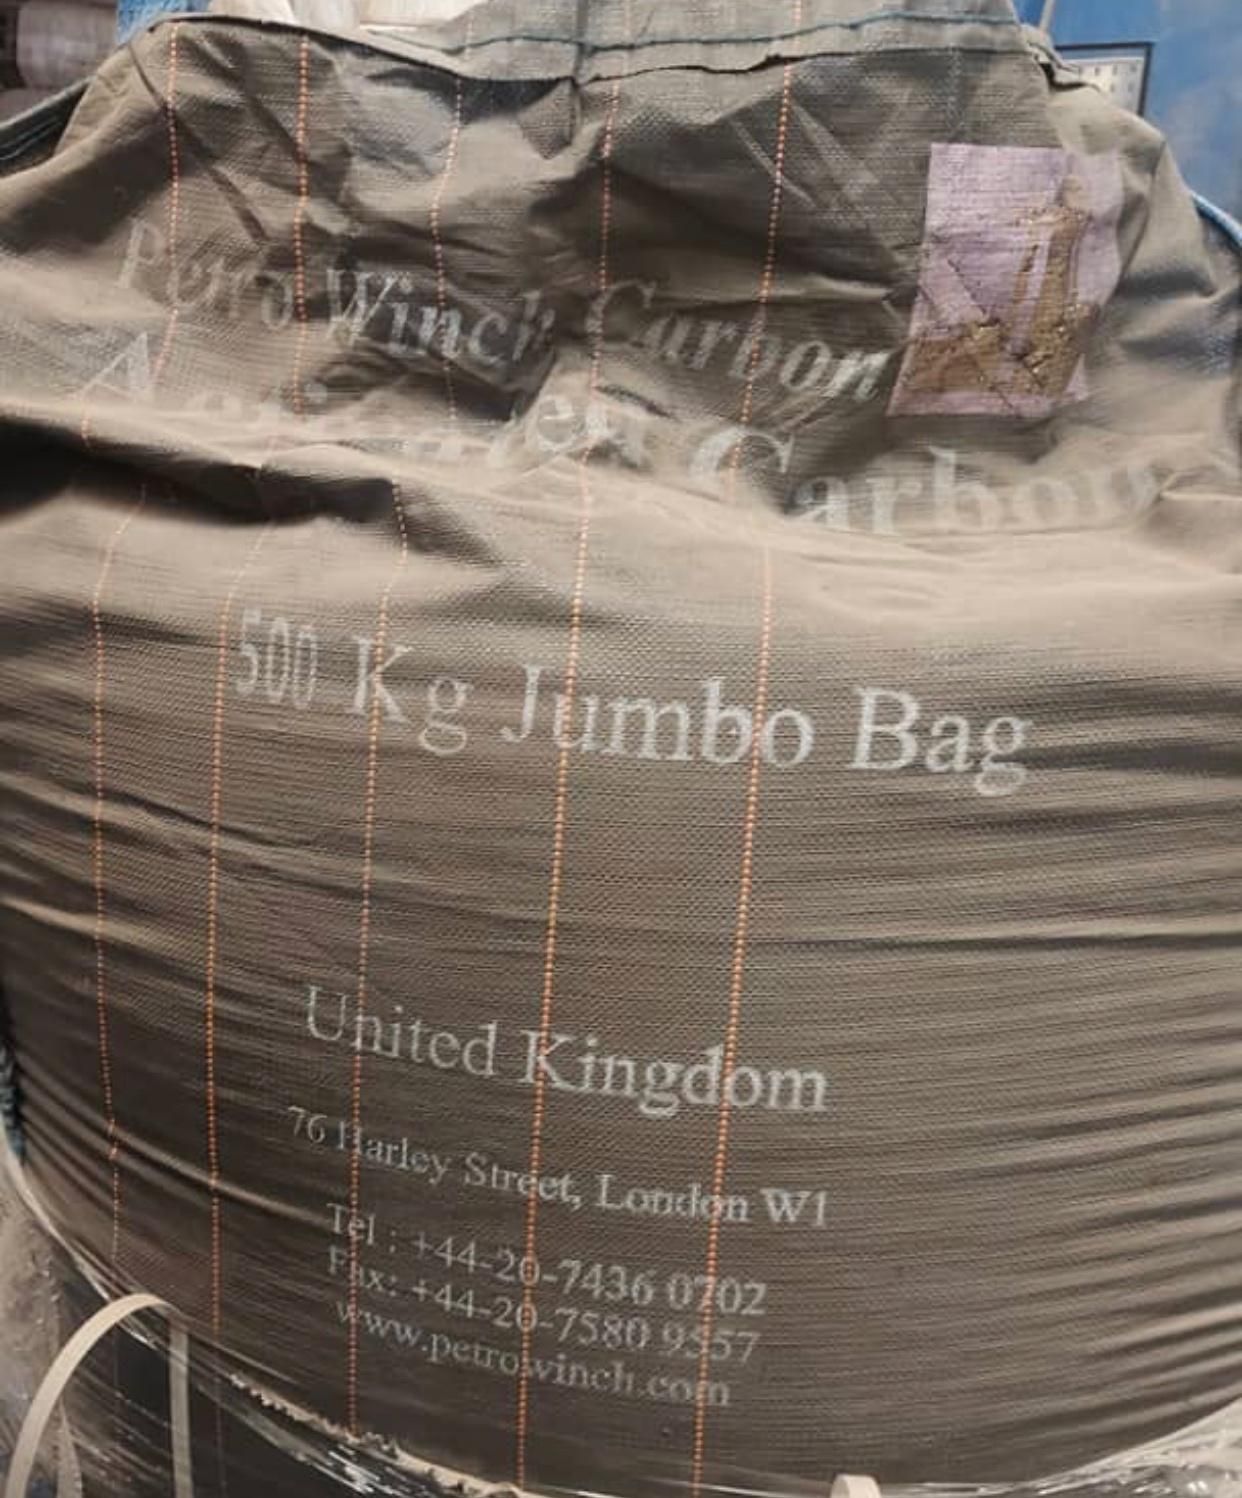 Petro Winch Carbon
Activated Carbon
500 Kg Jumbo Bag
United Kingdom
76 Harley Street, London W1
Tel : +44-20-7436 0702
Fax: +44-20-7580 9557
www.petrowinch.com